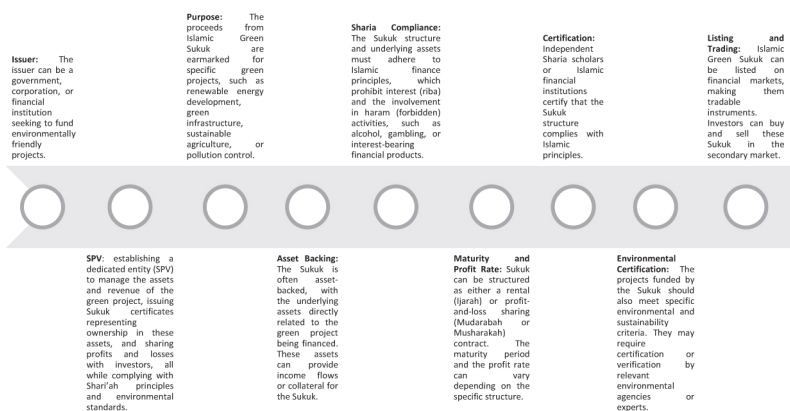 Issuer: The
issuer can be a
government,
corporation, or
financial
institution
seeking to fund
environmentally
friendly
projects.
SPV: establishing a
dedicated entity (SPV)
to manage the assets
and revenue of the
green project, issuing
Sukuk certificates
representing
ownership in these
assets, and sharing
profits and losses
with investors, all
while complying with
Shari'ah principles
and environmental
standards.
Purpose: The
proceeds from
Islamic Green
Sukuk are
earmarked for
specific green
projects, such as
renewable energy
development,
green
infrastructure,
sustainable
agriculture, or
pollution control.
Asset Backing:
The Sukuk is
often asset-
backed, with
the underlying
assets directly
related to the
green project
being financed.
These assets
can provide
income flows
or collateral for
the Sukuk.
Sharia Compliance:
The Sukuk structure
and underlying assets
must adhere to
Islamic finance
principles, which
prohibit interest (riba)
and the involvement
in haram (forbidden)
activities, such as
alcohol, gambling, or
interest-bearing
financial products.
Maturity and
Profit Rate: Sukuk
can be structured
as either a rental
(Ijarah) or profit-
and-loss sharing
(Mudarabah or
Musharakah)
contract. The
maturity period
and the profit rate
can vary
depending on the
specific structure.
Certification:
Independent
Sharia scholars
or Islamic
financial
institutions
certify that the
Sukuk
structure
complies with
Islamic
principles.
Environmental
Certification: The
projects funded by
the Sukuk should
also meet specific
environmental and
sustainability
criteria. They may
require
certification or
verification by
relevant
environmental
agencies or
experts.
Listing and
Trading: Islamic
Green Sukuk can
be listed on
financial markets,
making them
tradable
instruments.
Investors can buy
and sell these
Sukuk in the
secondary market.